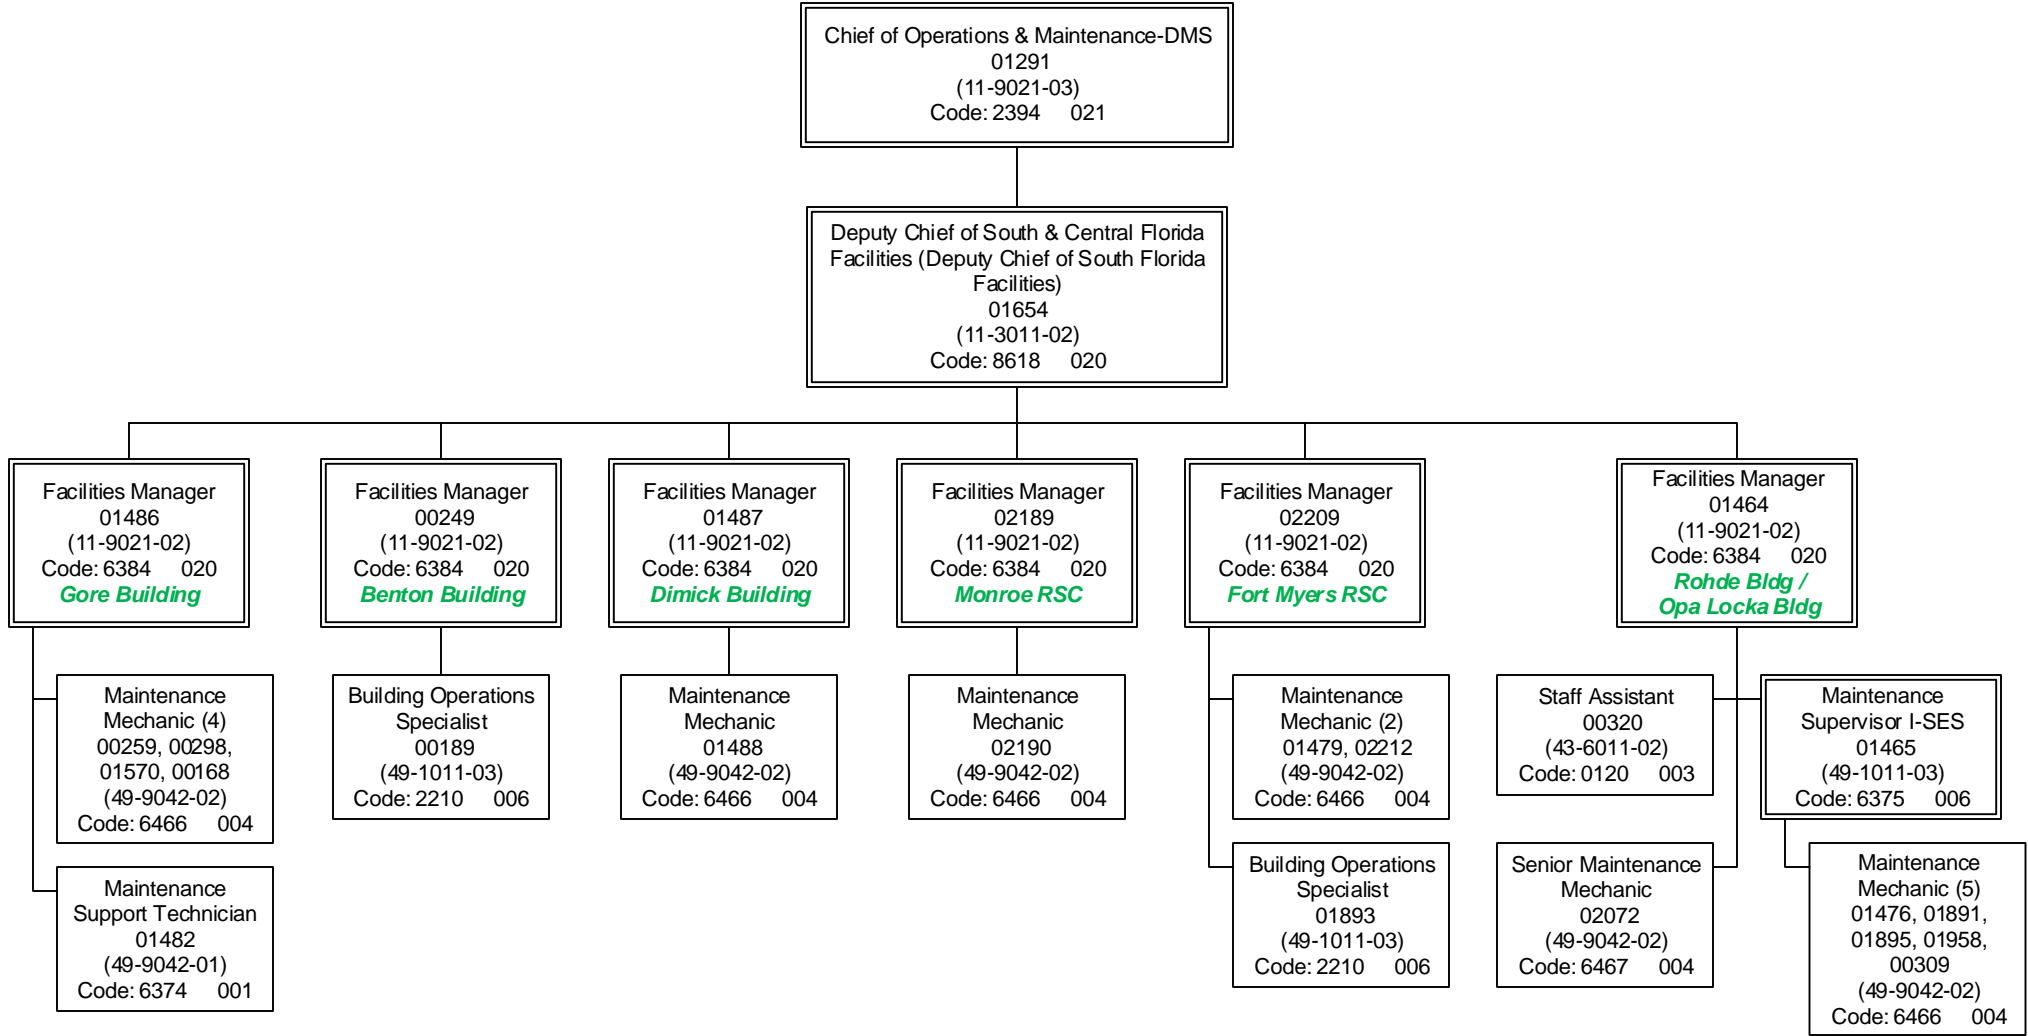 Chief of Operations & Maintenance-DMS
01291
(11-9021-03)
Code: 2394 021
Deputy Chief of South & Central Florida
Facilities (Deputy Chief of South Florida
Facilities)
01654
(11-3011-02)
Code: 8618 020
Facilities Manager
01486
(11-9021-02)
Code: 6384 020
Gore Building
Facilities Manager
00249
(11-9021-02)
Code: 6384 020
Benton Building
Facilities Manager
01487
(11-9021-02)
Code: 6384 020
Dimick Building
Facilities Manager
02189
(11-9021-02)
Code: 6384 020
Monroe RSC
Facilities Manager
02209
(11-9021-02)
Code: 6384 020
Fort Myers RSC
Facilities Manager
01464
(11-9021-02)
Code: 6384 020
Rohde Bldg /
Opa Locka Bldg
Maintenance
Mechanic (4)
00259, 00298,
01570, 00168
(49-9042-02)
Code: 6466 004
Building Operations
Specialist
00189
(49-1011-03)
Code: 2210 006
Maintenance
Mechanic
01488
(49-9042-02)
Code: 6466 004
Maintenance
Mechanic
02190
(49-9042-02)
Code: 6466 004
Maintenance
Mechanic (2)
01479, 02212
(49-9042-02)
Code: 6466 004
Staff Assistant
00320
(43-6011-02)
Code: 0120 003
Maintenance
Supervisor I-SES
01465
(49-1011-03)
Code: 6375 006
Maintenance
Support Technician
01482
(49-9042-01)
Code: 6374 001
Building Operations
Specialist
01893
(49-1011-03)
Code: 2210 006
Senior Maintenance
Mechanic
02072
(49-9042-02)
Code: 6467 004
Maintenance
Mechanic (5)
01476, 01891,
01895, 01958,
00309
(49-9042-02)
Code: 6466 004